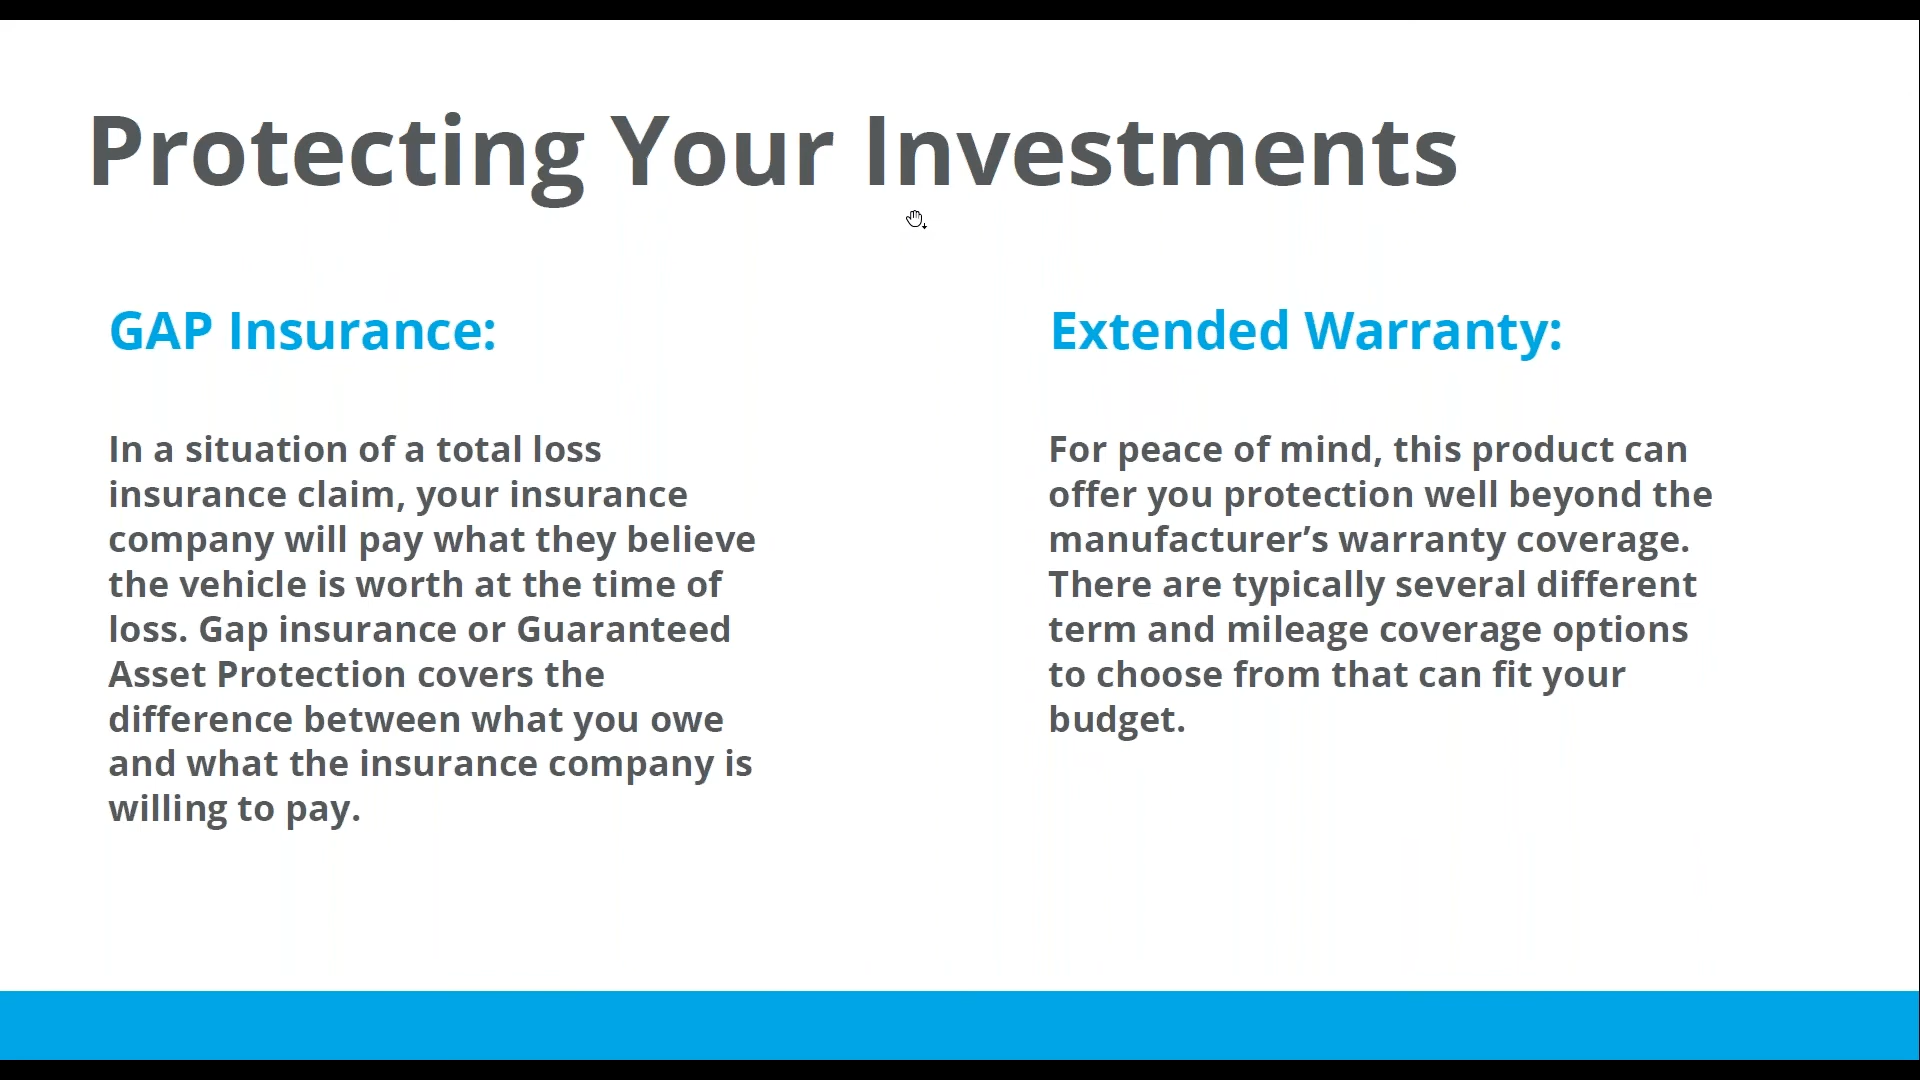 Protecting Your Investments
GAP Insurance:
In a situation of a total loss
insurance claim, your insurance
company will pay what they believe
the vehicle is worth at the time of
loss. Gap insurance or Guaranteed
Asset Protection covers the
difference between what you owe
and what the insurance company is
willing to pay.
Extended Warranty:
For peace of mind, this product can
offer you protection well beyond the
manufacturer’s warranty coverage.
There are typically several different
term and mileage coverage options
to choose from that can fit your
budget.